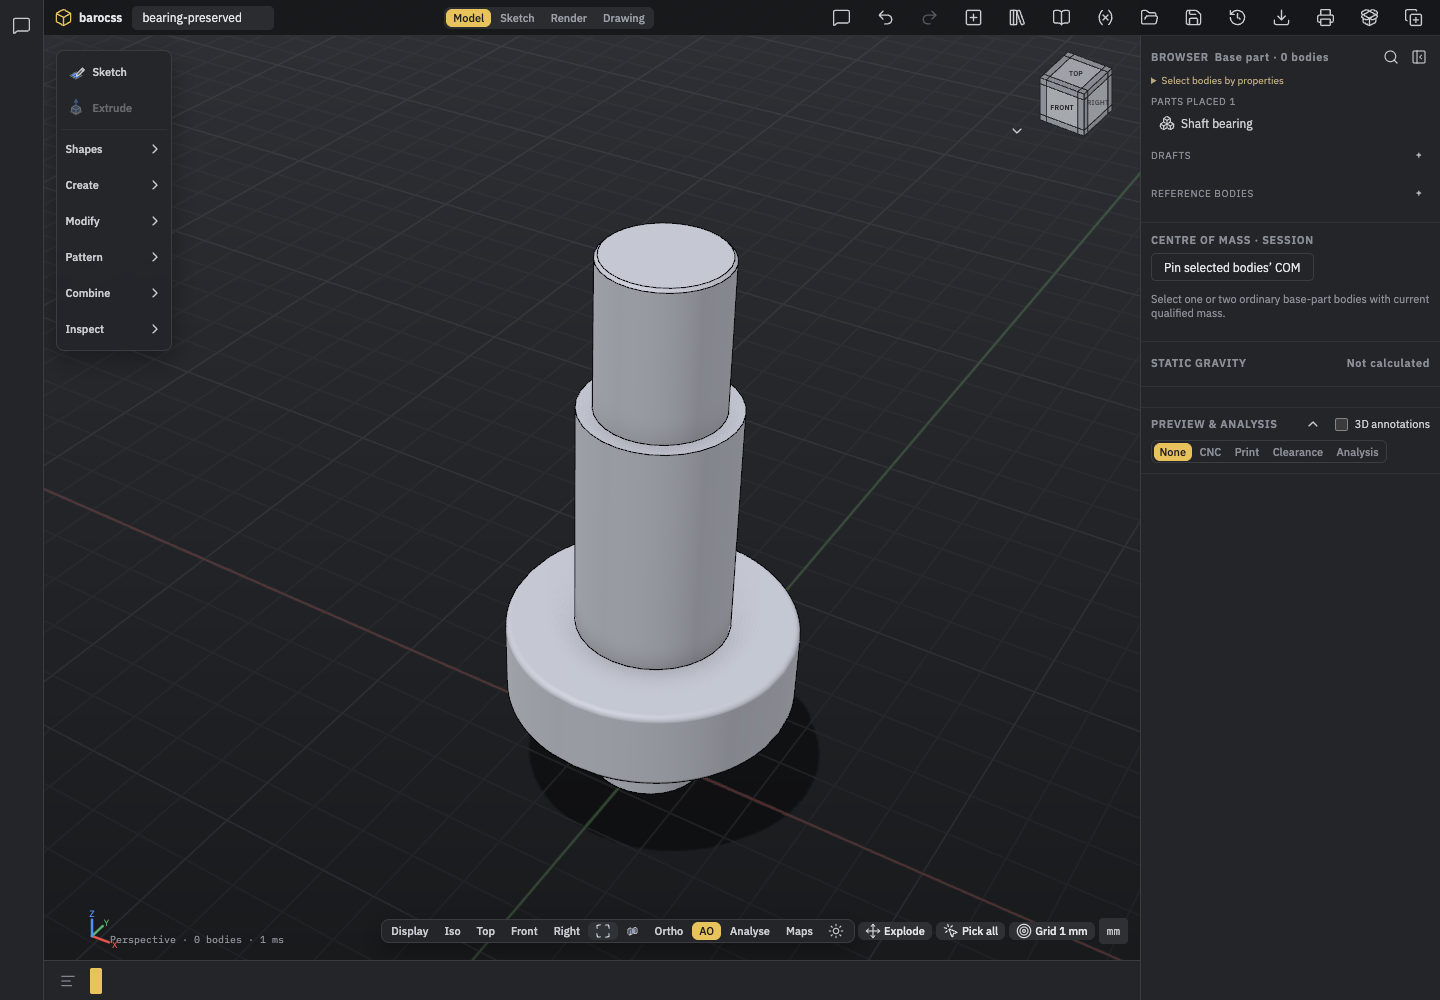 barocss
bearing-preserved
Model Sketch Render Drawing
Sketch
Extrude
Shapes
Create
Modify
Pattern
Combine
Inspect
TOP
FRONT
RIGHT
BROWSER Base part · 0 bodies
Select bodies by properties
PARTS PLACED 1
Shaft bearing
DRAFTS +
REFERENCE BODIES +
CENTRE OF MASS · SESSION
Pin selected bodies’ COM
Select one or two ordinary base-part bodies with current
qualified mass.
STATIC GRAVITY Not calculated
PREVIEW & ANALYSIS 3D annotations
None CNC Print Clearance Analysis
Z
Y
X
Perspective · 0 bodies · 1 ms
Display Iso Top Front Right Ortho AO Analyse Maps Explode Pick all Grid 1 mm mm